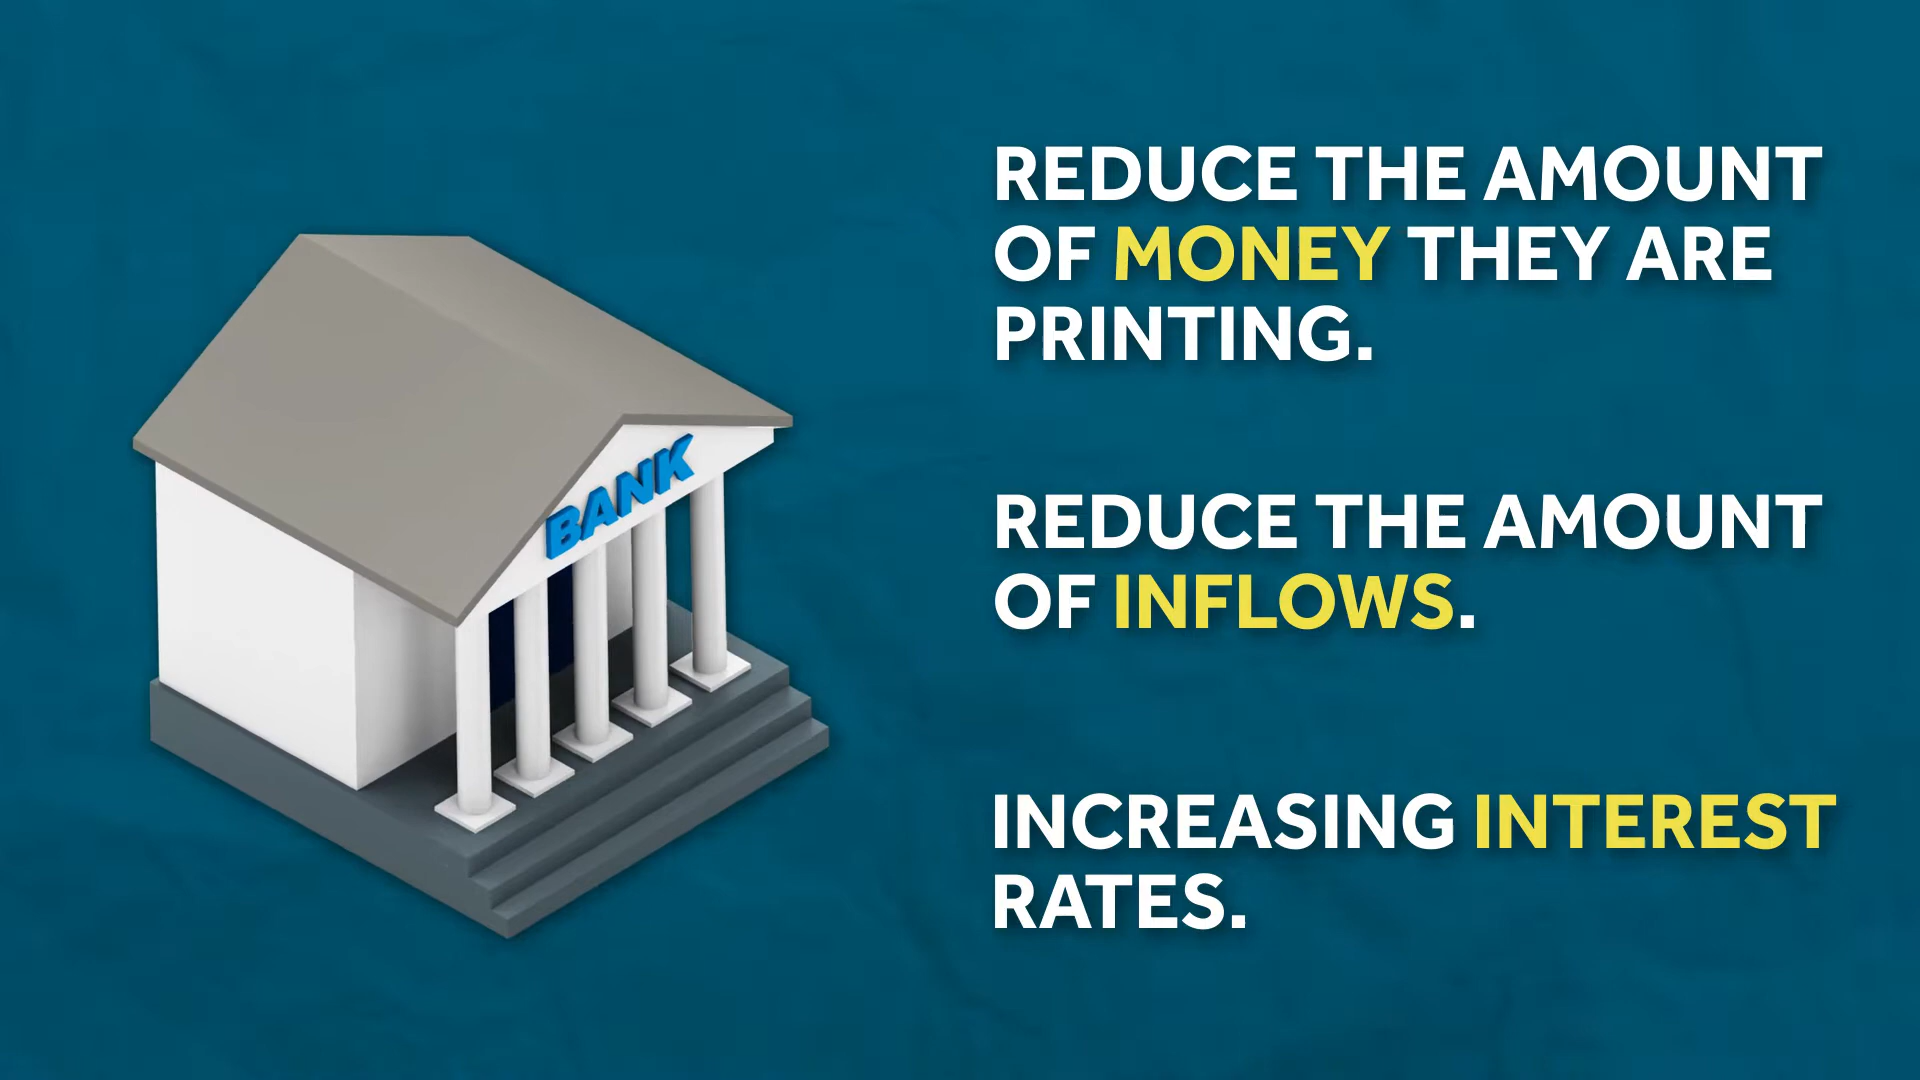 BANK
REDUCE THE AMOUNT
OF MONEY THEY ARE
PRINTING.
REDUCE THE AMOUNT
OF INFLOWS.
INCREASING INTEREST
RATES.